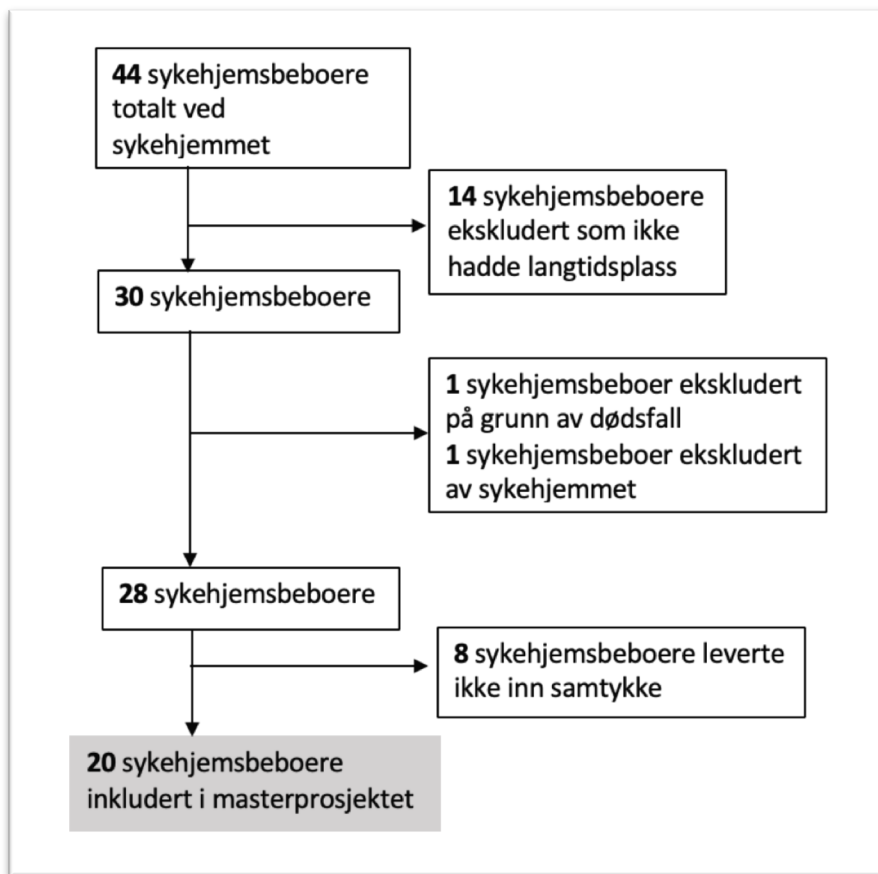 44 sykehjemsbeboere
totalt ved
sykehjemmet
14 sykehjemsbeboere
ekskludert som ikke
hadde langtidsplass
30 sykehjemsbeboere
1 sykehjemsbeboer ekskludert
på grunn av dødsfall
1 sykehjemsbeboer ekskludert
av sykehjemmet
28 sykehjemsbeboere
8 sykehjemsbeboere leverte
ikke inn samtykke
20 sykehjemsbeboere
inkludert i masterprosjektet